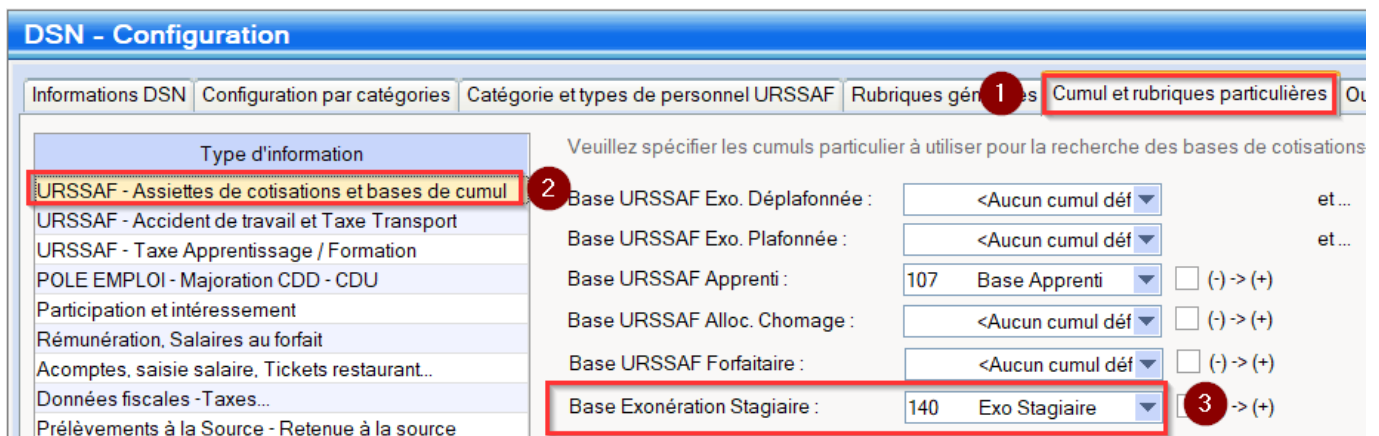 DSN - Configuration
Informations DSN Configuration par catégories Catégorie et types de personnel URSSAF Rubriques gén 1 s Cumul et rubriques particulières
Type d'information
URSSAF - Assiettes de cotisations et bases de cumul 2
URSSAF - Accident de travail et Taxe Transport
URSSAF - Taxe Apprentissage / Formation
POLE EMPLOI - Majoration CDD - CDU
Participation et intéressement
Rémunération, Salaires au forfait
Acomptes, saisie salaire, Tickets restaurant...
Données fiscales -Taxes...
Prélèvements à la Source - Retenue à la source
Veuillez spécifier les cumuls particulier à utiliser pour la recherche des bases de cotisations
Base URSSAF Exo. Déplafonnée : <Aucun cumul déf et ...
Base URSSAF Exo. Plafonnée : <Aucun cumul déf et ...
Base URSSAF Apprenti : 107 Base Apprenti (-) -> (+)
Base URSSAF Alloc. Chomage : <Aucun cumul déf (-) -> (+)
Base URSSAF Forfaitaire : <Aucun cumul déf (-) -> (+)
Base Exonération Stagiaire : 140 Exo Stagiaire 3 -> (+)